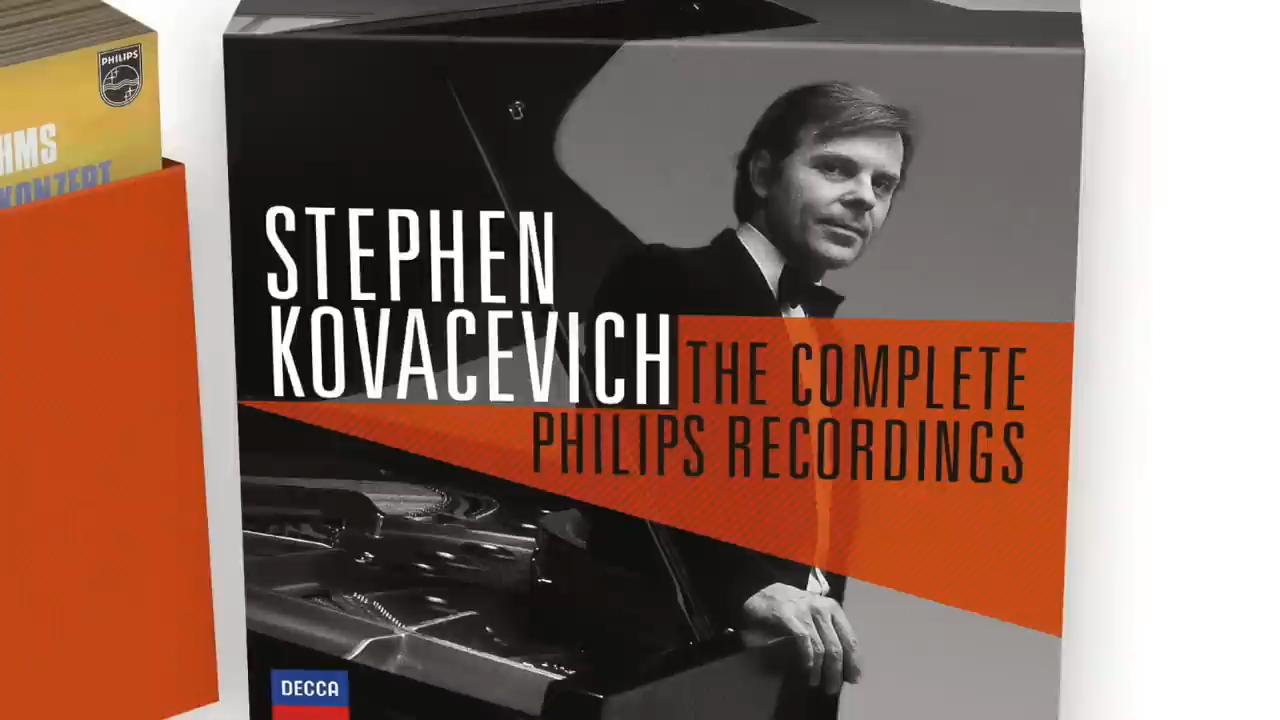 PHILIPS
HMS
KONZERT
STEPHEN
KOVACEVICH
THE COMPLETE
PHILIPS RECORDINGS
DECCA